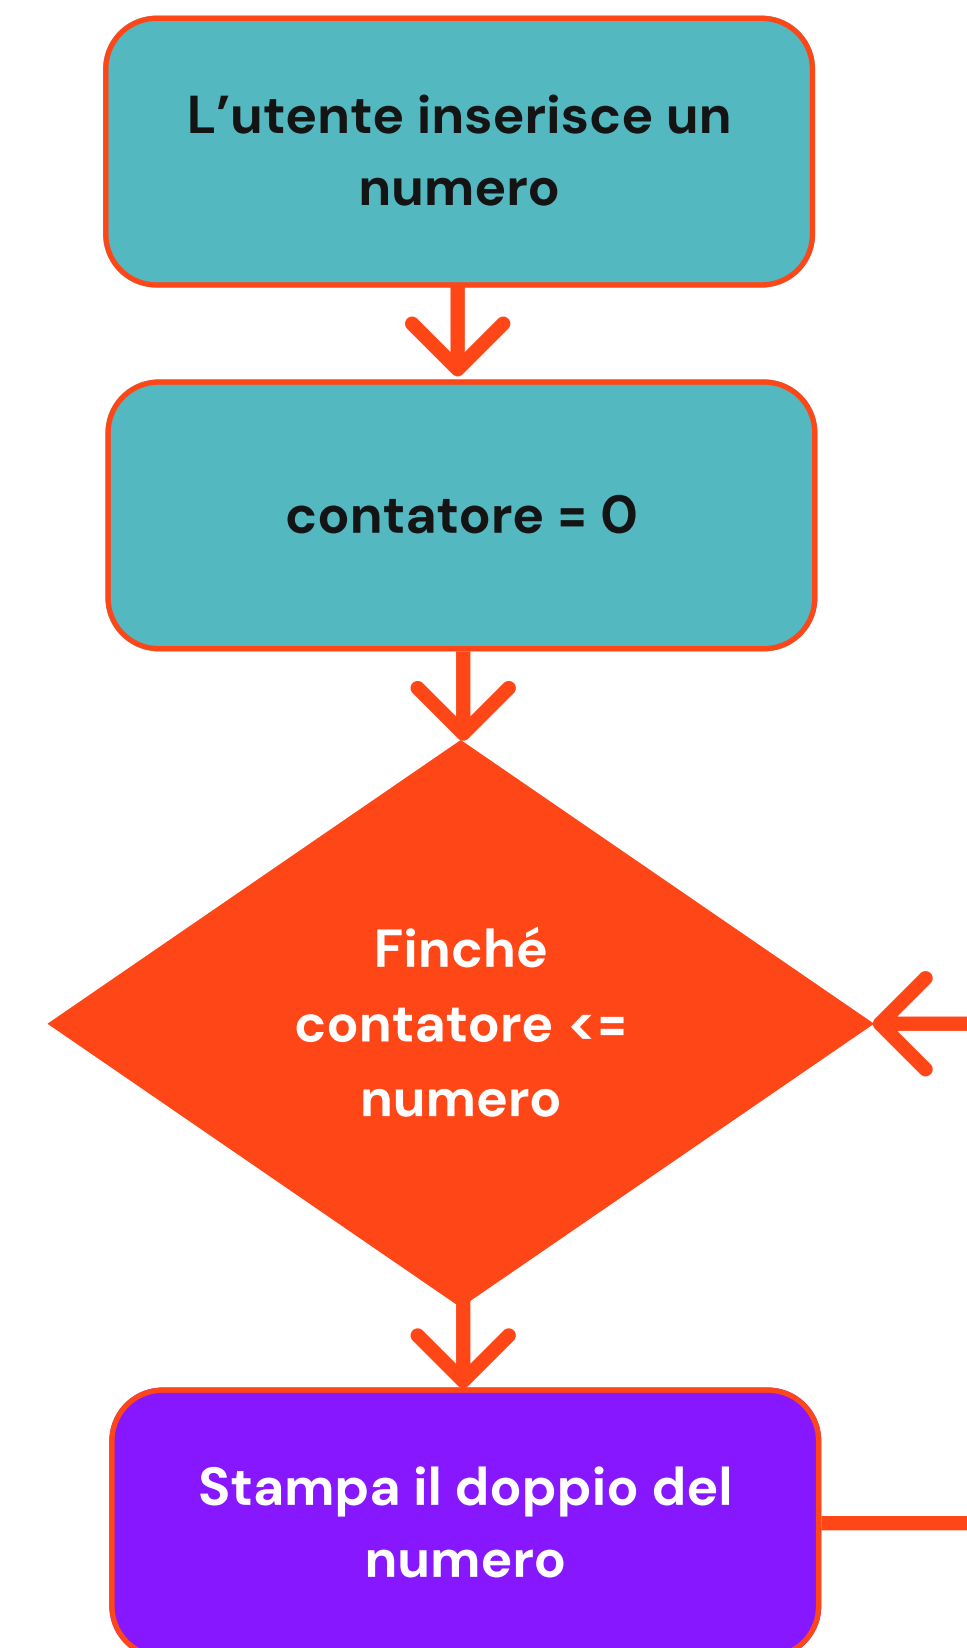 L’utente inserisce un
numero
contatore = 0
Finché
contatore <=
numero
Stampa il doppio del
numero